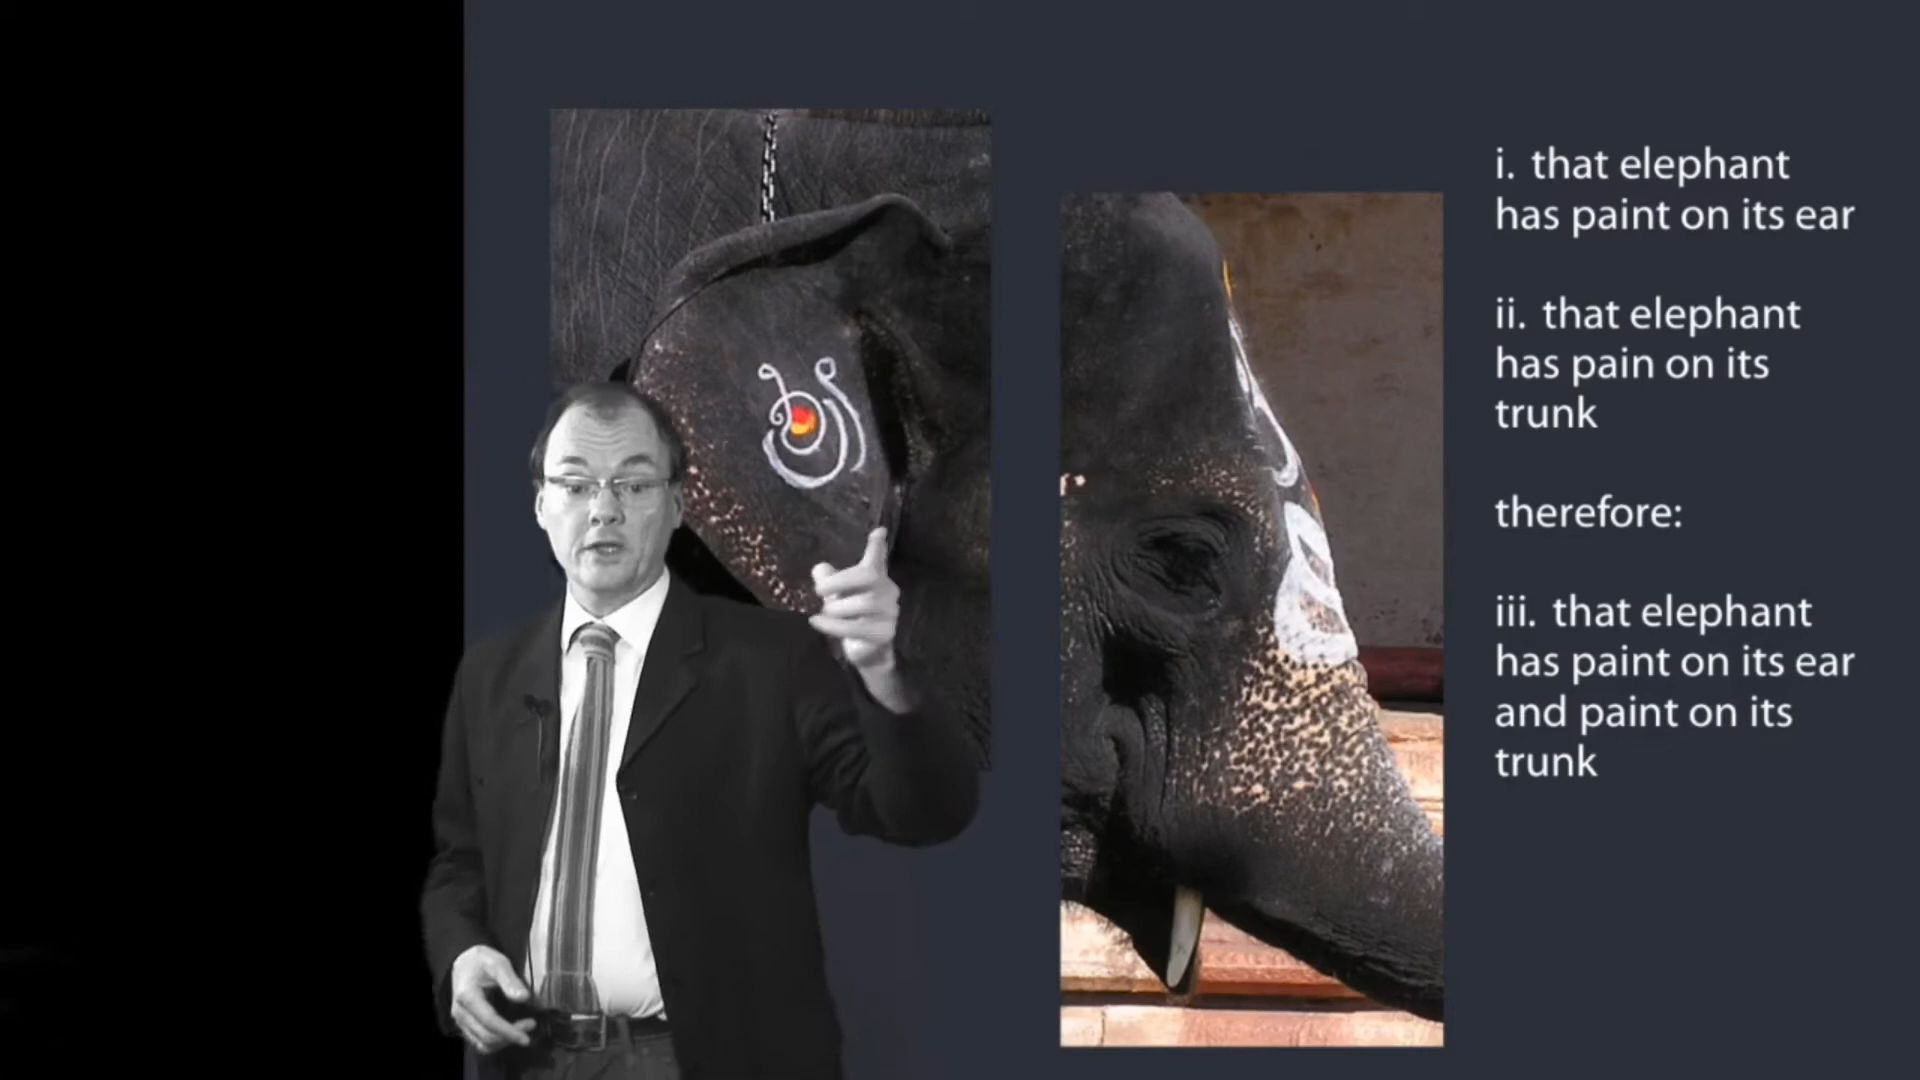 i. that elephant
has paint on its ear
ii. that elephant
has pain on its
trunk
therefore:
iii. that elephant
has paint on its ear
and paint on its
trunk